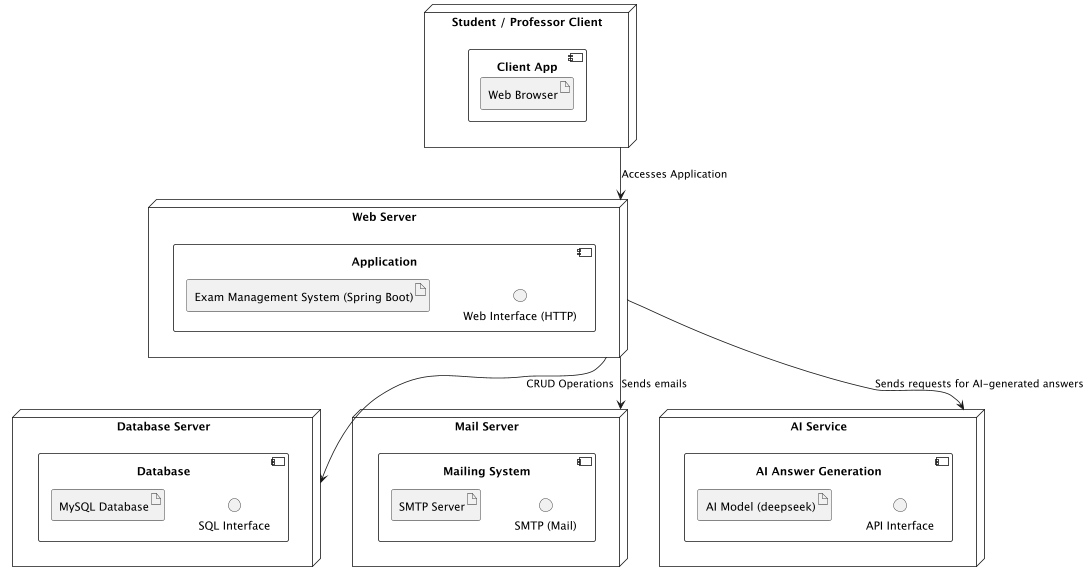 Student / Professor Client
Client App
Web Browser
Accesses Application
Web Server
Application
Exam Management System (Spring Boot)
Web Interface (HTTP)
CRUD Operations
Sends emails
Sends requests for AI-generated answers
Database Server
Database
MySQL Database
SQL Interface
Mail Server
Mailing System
SMTP Server
SMTP (Mail)
AI Service
AI Answer Generation
AI Model (deepseek)
API Interface